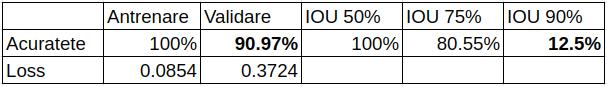 Antrenare Validare IOU 50% IOU 75% IOU 90%
Acuratete 100% 90.97% 100% 80.55% 12.5%
Loss 0.0854 0.3724